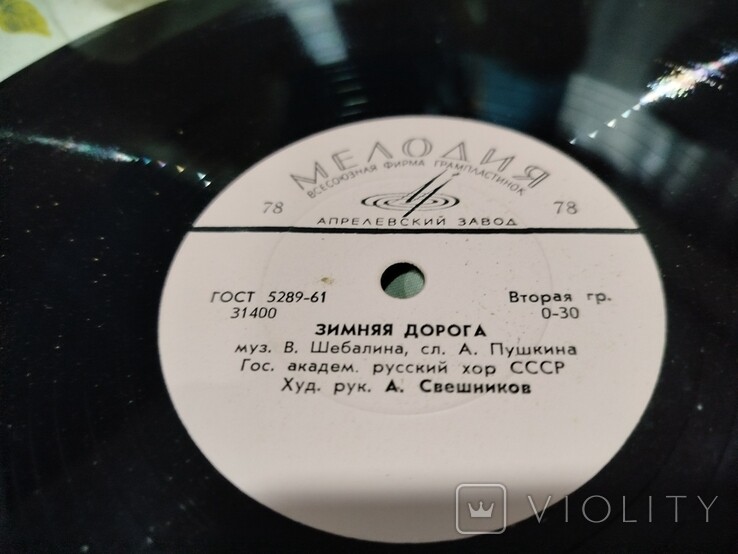 МЕЛОДИЯ
ВСЕСОЮЗНАЯ ФИРМА ГРАМПЛАСТИНОК
78 78
АПРЕЛЕВСКИЙ ЗАВОД
ГОСТ 5289-61 Вторая гр.
31400 0-30
ЗИМНЯЯ ДОРОГА
муз. В. Шебалина, сл. А. Пушкина
Гос. академ. русский хор СССР
Худ. рук. А. Свешников
VIOLITY